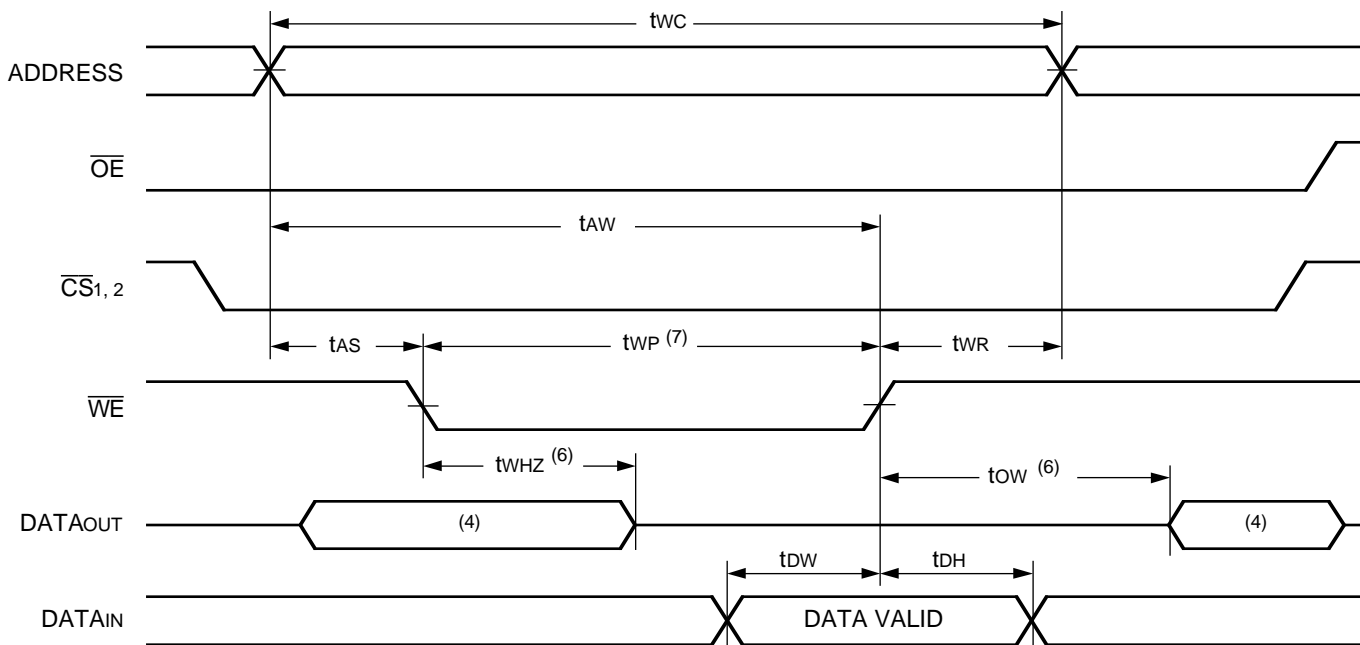 tWC
ADDRESS
OE
tAW
CS1, 2
tAS
tWP (7)
tWR
WE
tWHZ (6)
tOW (6)
DATAOUT
(4)
(4)
tDW
tDH
DATAIN
DATA VALID